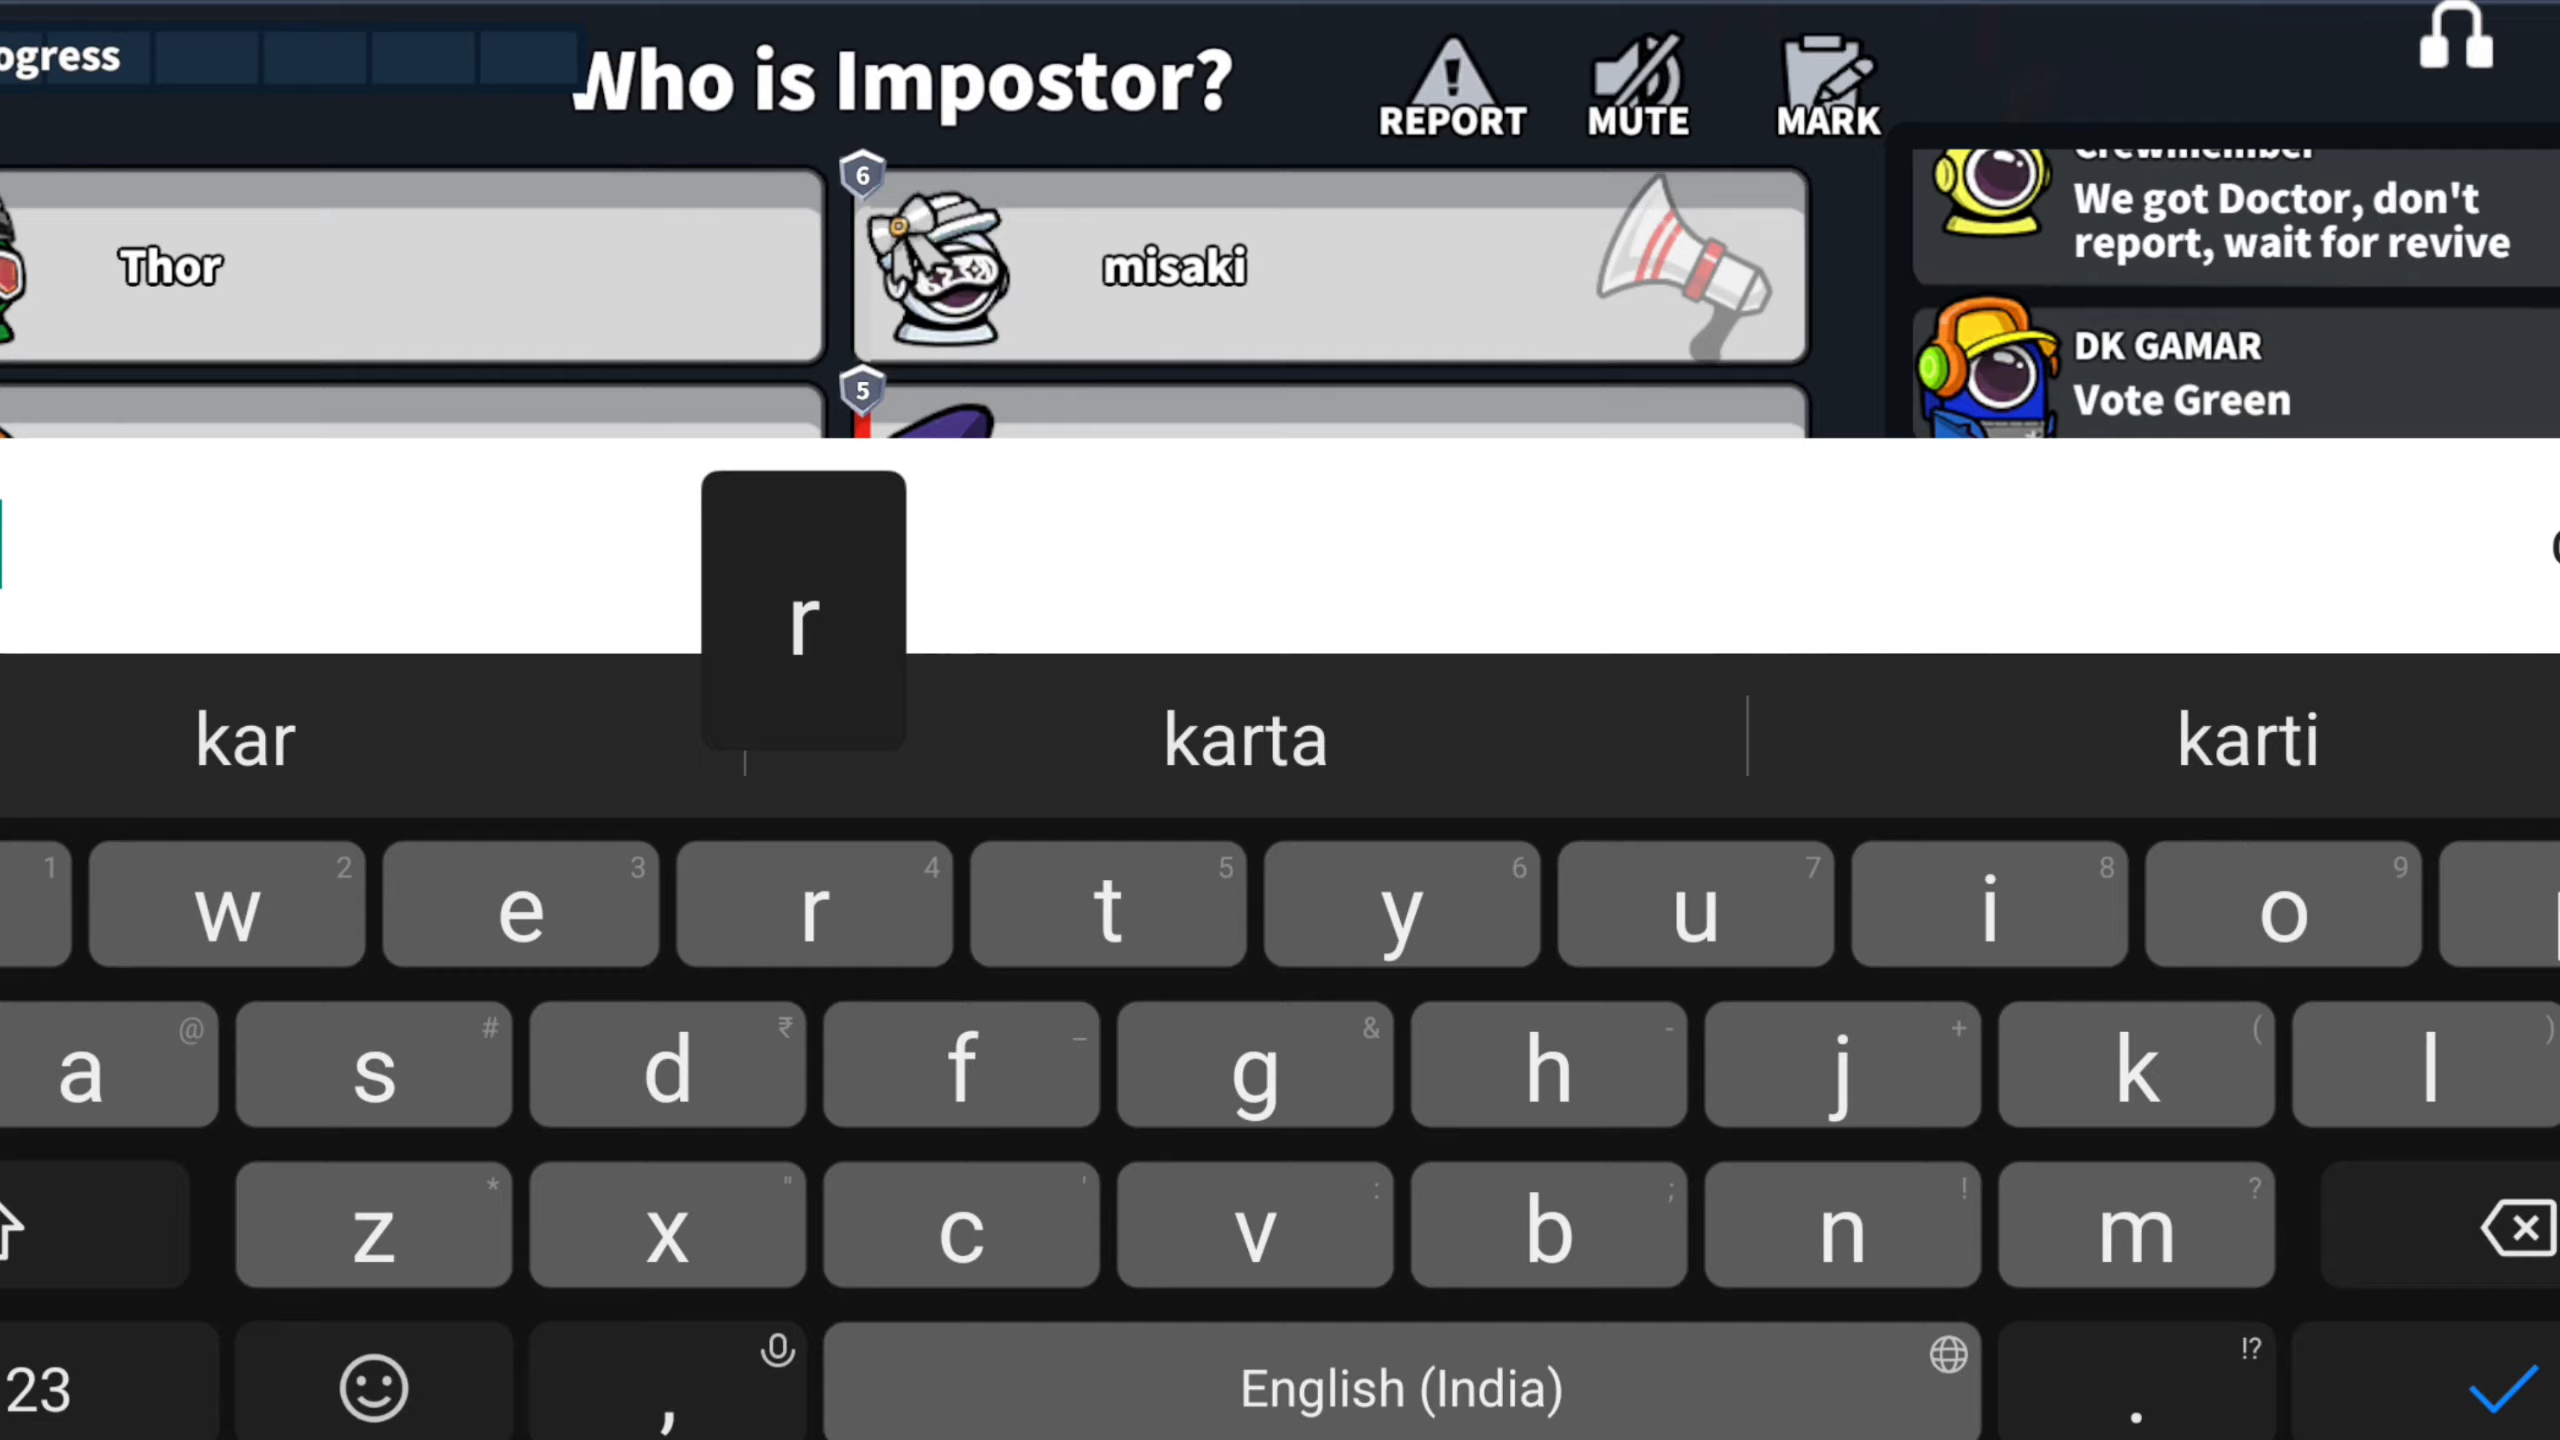 ogress
Who is Impostor?
REPORT
MUTE
MARK
Thor
6
misaki
5
Crewmember
We got Doctor, don't
report, wait for revive
DK GAMAR
Vote Green
r
kar
karta
karti
1 w 2 e 3 r 4 t 5 y 6 u 7 i 8 o 9
a @ s # d ₹ f _ g & h - j + k ( l )
z * x " c ' v : b ; n ! m ?
23 , English (India) . !?